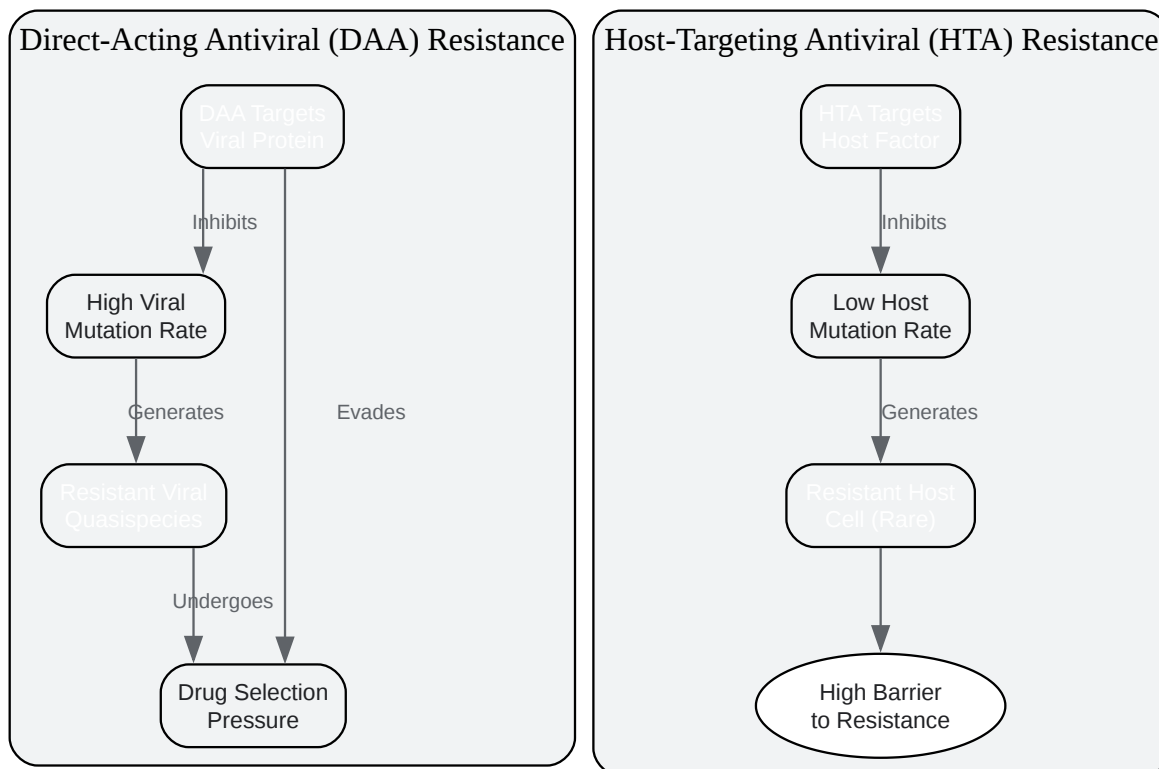 Direct-Acting Antiviral (DAA) Resistance
DAA Targets
Viral Protein
Inhibits
High Viral
Mutation Rate
Generates
Evades
Resistant Viral
Quasispecies
Undergoes
Drug Selection
Pressure
Host-Targeting Antiviral (HTA) Resistance
HTA Targets
Host Factor
Inhibits
Low Host
Mutation Rate
Generates
Resistant Host
Cell (Rare)
High Barrier
to Resistance